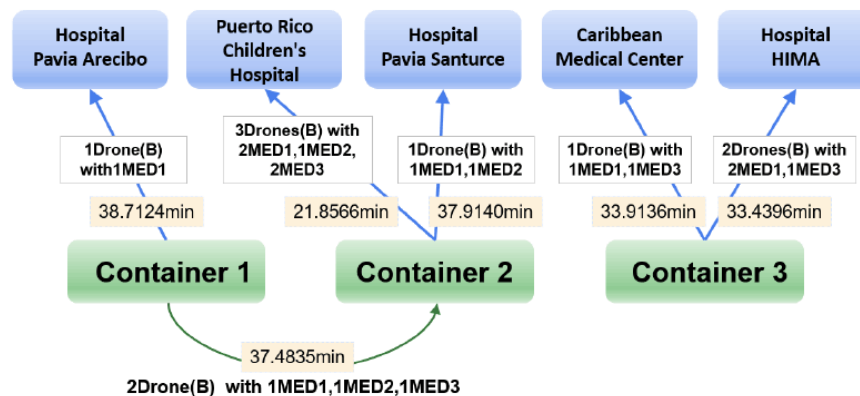 Hospital
Pavia Arecibo
Puerto Rico
Children's
Hospital
Hospital
Pavia Santurce
Caribbean
Medical Center
Hospital
HIMA
1Drone(B)
with1MED1
3Drones(B) with
2MED1,1MED2,
2MED3
1Drone(B) with
1MED1,1MED2
1Drone(B) with
1MED1,1MED3
2Drones(B) with
2MED1,1MED3
38.7124min
21.8566min
37.9140min
33.9136min
33.4396min
Container 1
Container 2
Container 3
37.4835min
2Drone(B) with 1MED1,1MED2,1MED3